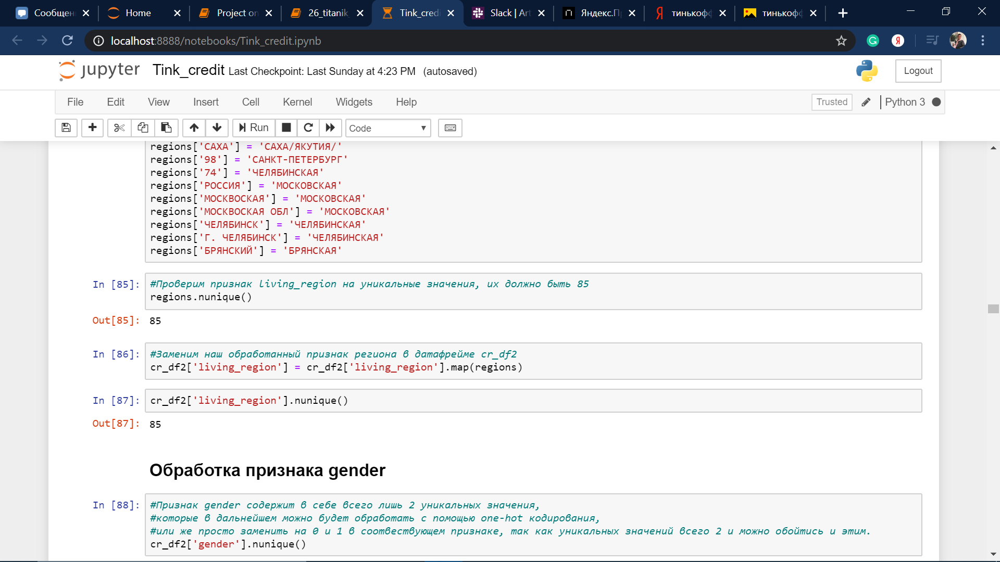 Сообщен
Home
Project on
26_titanik_
Tink_credi
Slack | Art
Яндекс.П
тинькофф
тинькофф
localhost:8888/notebooks/Tink_credit.ipynb
jupyter Tink_credit Last Checkpoint: Last Sunday at 4:23 PM (autosaved)
Logout
File Edit View Insert Cell Kernel Widgets Help
Trusted
Python 3
Run
Code
regions['САХА'] = 'САХА/ЯКУТИЯ/'
regions['98'] = 'САНКТ-ПЕТЕРБУРГ'
regions['74'] = 'ЧЕЛЯБИНСКАЯ'
regions['РОССИЯ'] = 'МОСКОВСКАЯ'
regions['МОСКВОСКАЯ'] = 'МОСКОВСКАЯ'
regions['МОСКВОСКАЯ ОБЛ'] = 'МОСКОВСКАЯ'
regions['ЧЕЛЯБИНСК'] = 'ЧЕЛЯБИНСКАЯ'
regions['Г. ЧЕЛЯБИНСК'] = 'ЧЕЛЯБИНСКАЯ'
regions['БРЯНСКИЙ'] = 'БРЯНСКАЯ'
In [85]:
#Проверим признак living_region на уникальные значения, их должно быть 85
regions.nunique()
Out[85]: 85
In [86]:
#Заменим наш обработанный признак региона в датафрейме cr_df2
cr_df2['living_region'] = cr_df2['living_region'].map(regions)
In [87]: cr_df2['living_region'].nunique()
Out[87]: 85
Обработка признака gender
In [88]:
#Признак gender содержит в себе всего лишь 2 уникальных значения,
#которые в дальнейшем можно будет обработать с помощью one-hot кодирования,
#или же просто заменить на 0 и 1 в соотвествующем признаке, так как уникальных значений всего 2 и можно обойтись и этим.
cr_df2['gender'].nunique()